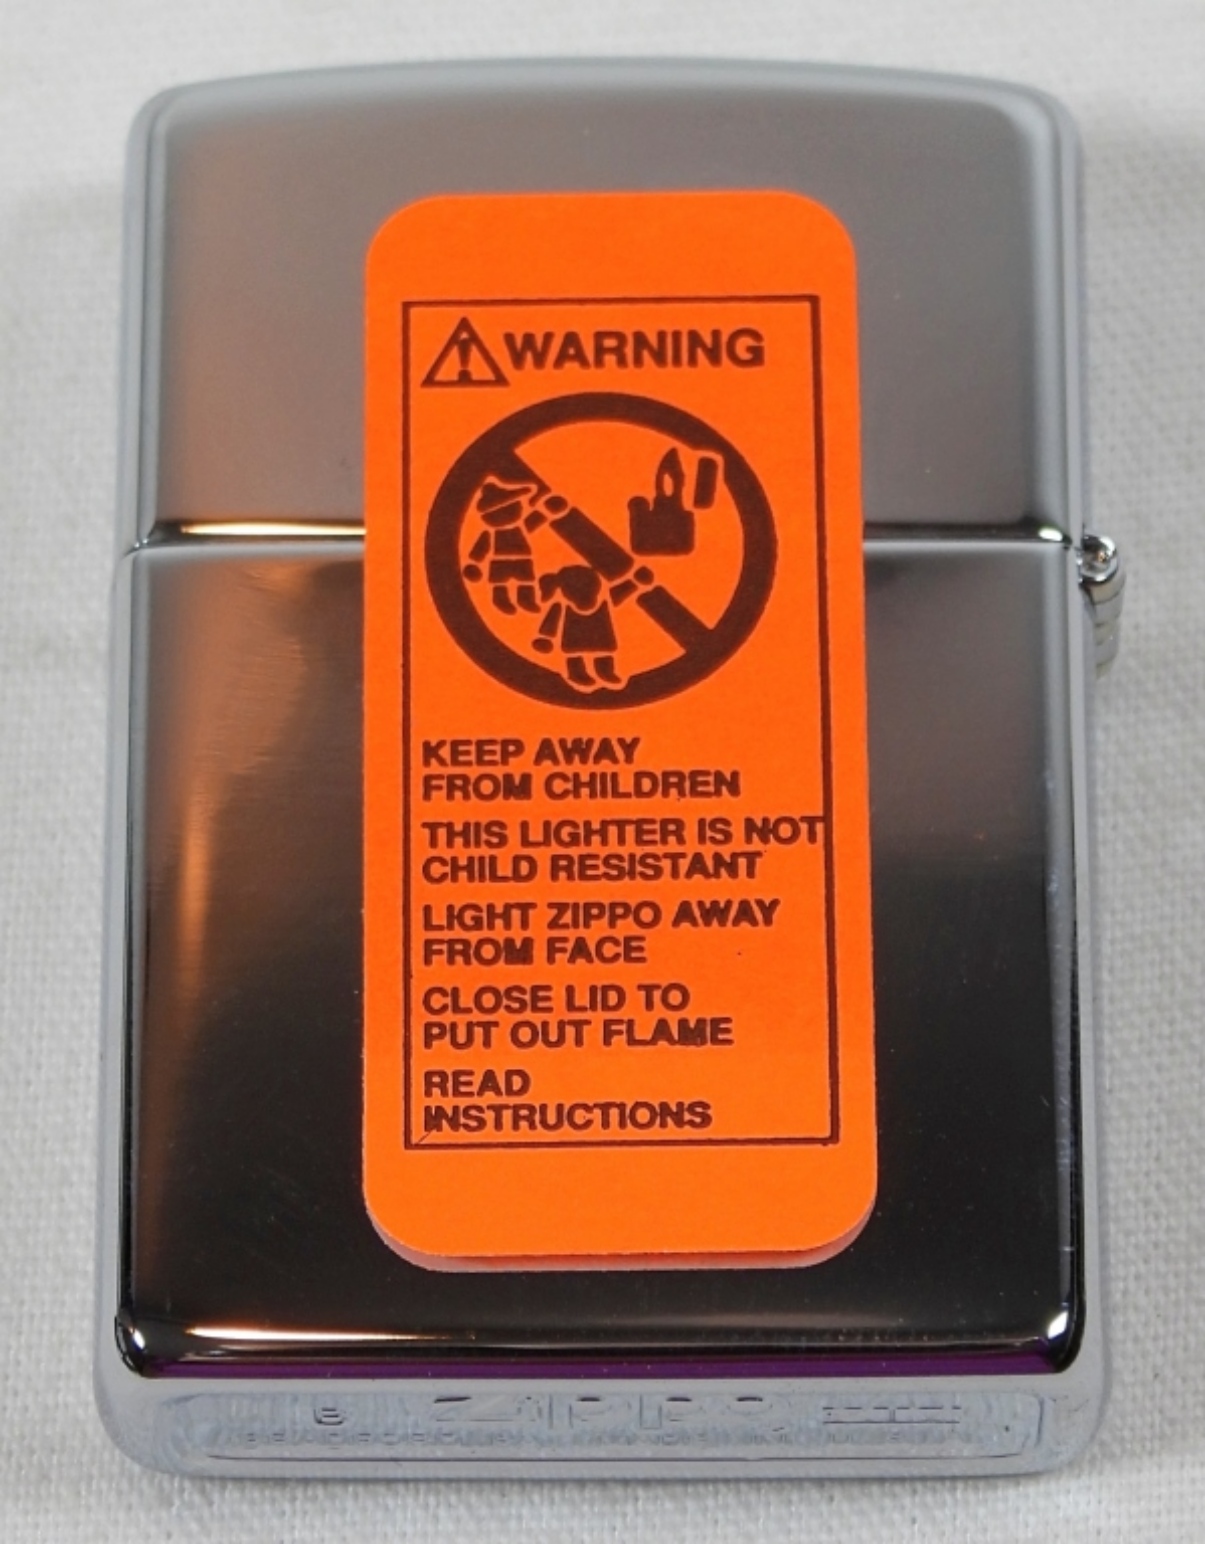 WARNING
KEEP AWAY
FROM CHILDREN
THIS LIGHTER IS NOT
CHILD RESISTANT
LIGHT ZIPPO AWAY
FROM FACE
CLOSE LID TO
PUT OUT FLAME
READ
INSTRUCTIONS
B Zippo